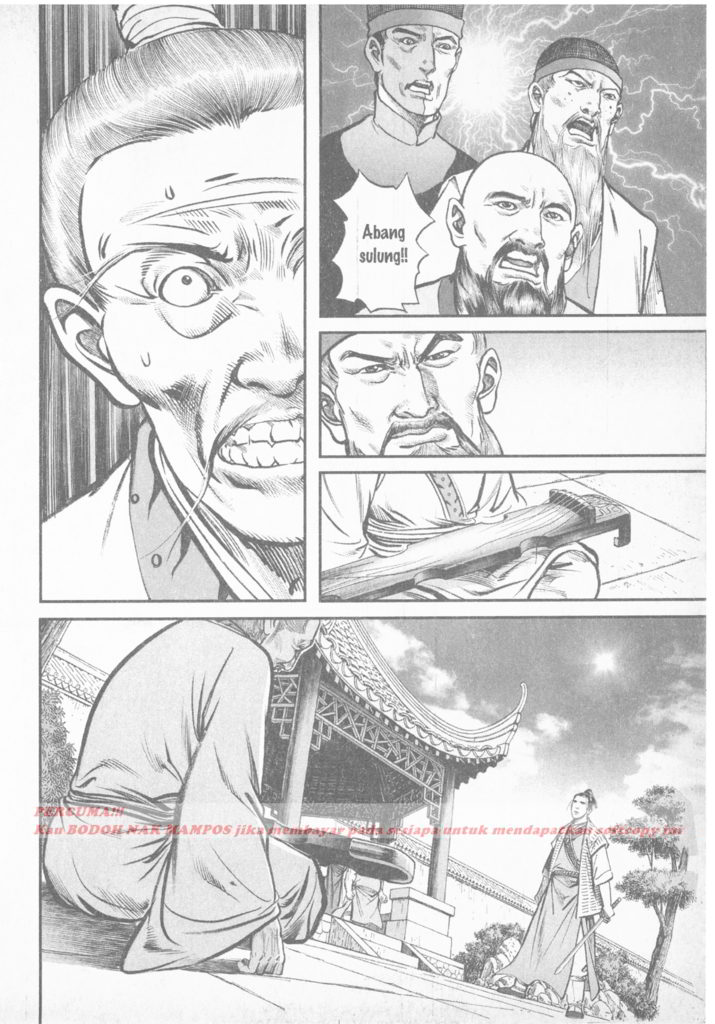 Abang
sulung!!
PERCUMA!!!
Kau BODOH NAK MAMPOS jika membayar pada sesiapa untuk mendapatkan softcopy ini